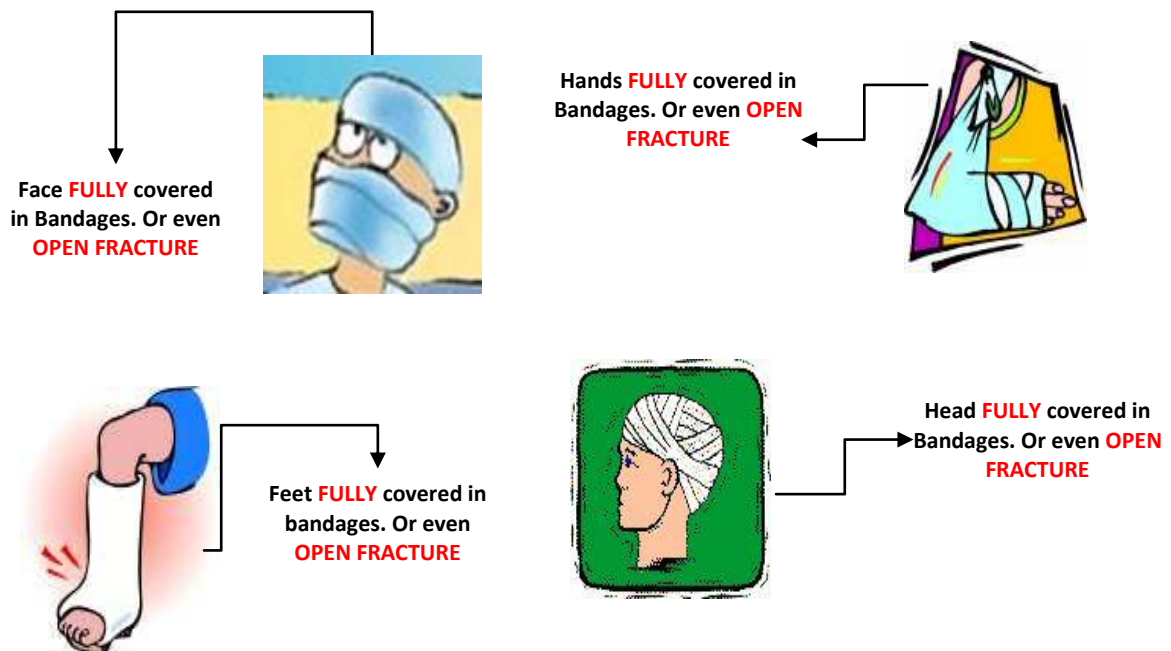 Face FULLY covered
in Bandages. Or even
OPEN FRACTURE
Hands FULLY covered in
Bandages. Or even OPEN
FRACTURE
Feet FULLY covered in
bandages. Or even
OPEN FRACTURE
Head FULLY covered in
Bandages. Or even OPEN
FRACTURE